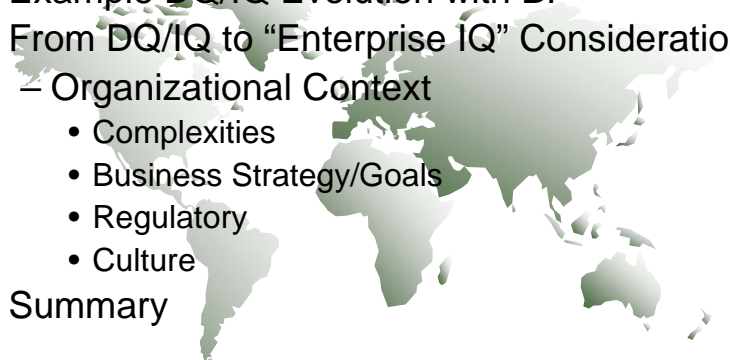 From DQ/IQ to “Enterprise IQ” Consideratio
– Organizational Context
• Complexities
• Business Strategy/Goals
• Regulatory
• Culture
Summary